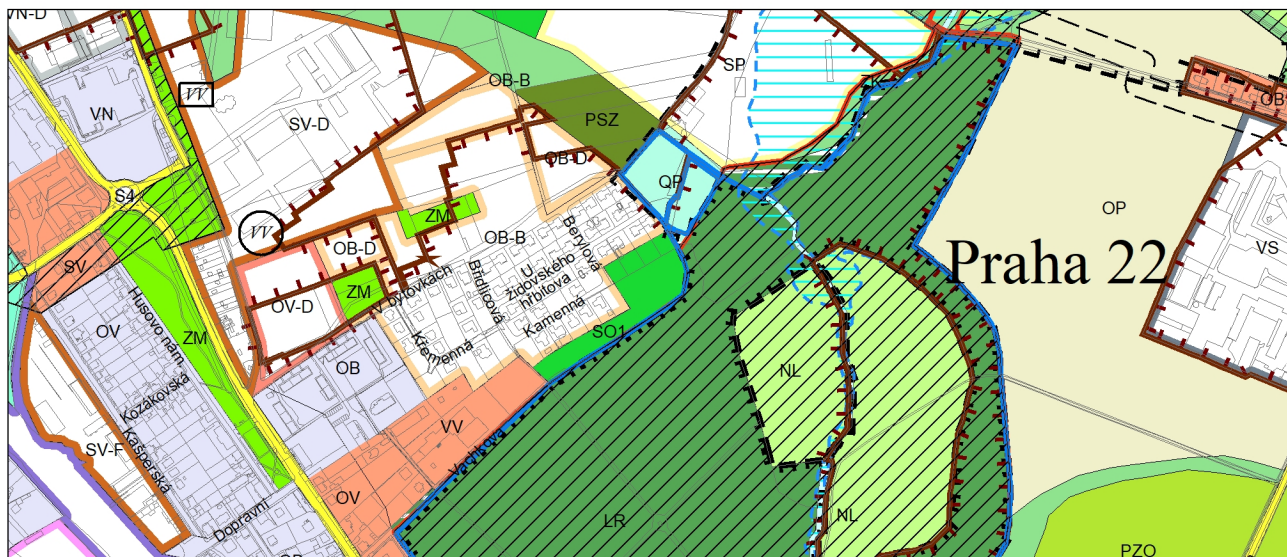 VN-D
VN
VV
SV-D
OB-B
PSZ
SP
ZK
OB-D
QP
OP
Praha 22
VS
S4
VV
ZM
OB-D
OB-B
Berylová
U
židovského
hřbitova
Břidlicová
Kamenná
Křemenná
V bytovkách
SV
OV
Husovo nám.
ZM
OV-D
ZM
OB
SO1
NL
Kozákovská
Kašperská
SV-F
VV
Vachkova
OV
Dopravní
LR
NL
PZO